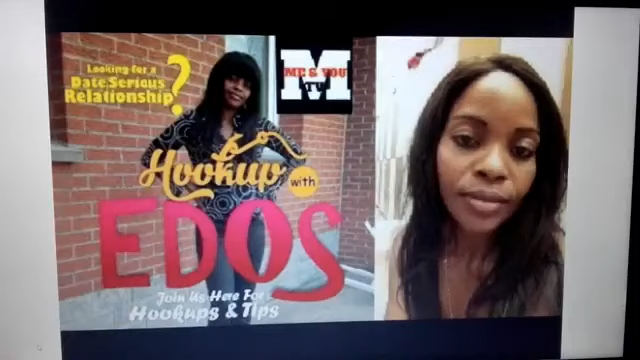 Looking for a
Date Serious
Relationship?
M
ME & YOU
TV
Hookup
with
EDOS
Join Us Here For
Hookups & Tips